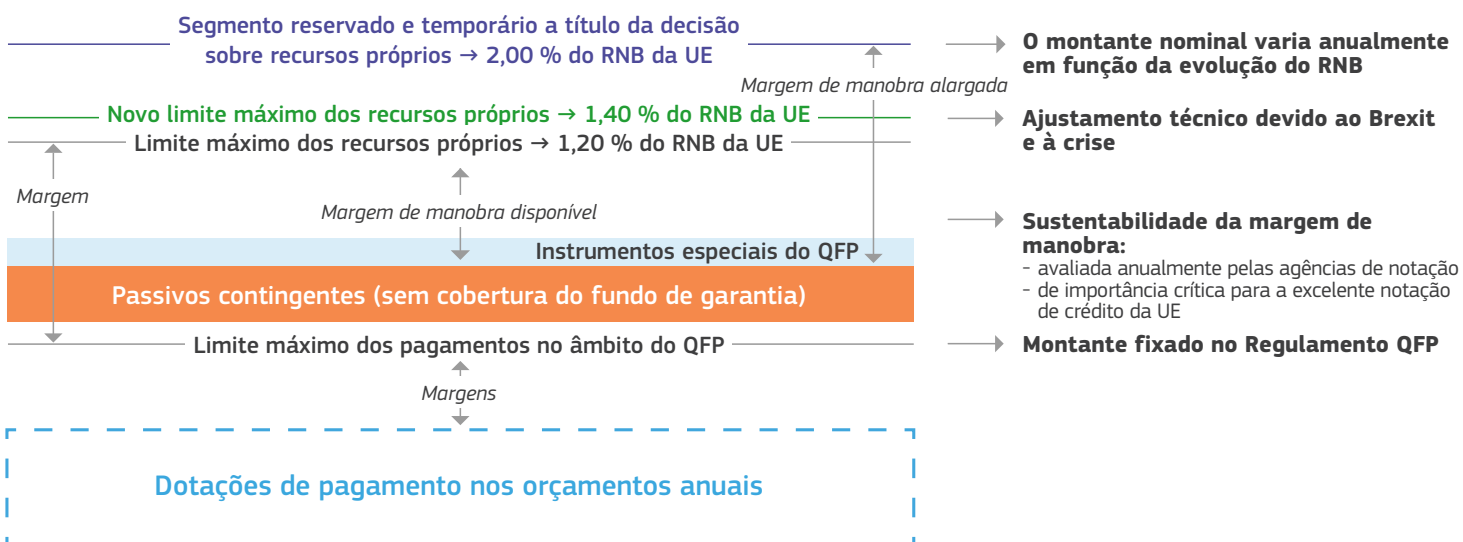 Segmento reservado e temporário a título da decisão
sobre recursos próprios → 2,00 % do RNB da UE
O montante nominal varia anualmente
em função da evolução do RNB
Margem de manobra alargada
Novo limite máximo dos recursos próprios → 1,40 % do RNB da UE
Ajustamento técnico devido ao Brexit
e à crise
Limite máximo dos recursos próprios → 1,20 % do RNB da UE
Margem
Margem de manobra disponível
Sustentabilidade da margem de
manobra:
- avaliada anualmente pelas agências de notação
- de importância crítica para a excelente notação
de crédito da UE
Instrumentos especiais do QFP
Passivos contingentes (sem cobertura do fundo de garantia)
Limite máximo dos pagamentos no âmbito do QFP
Montante fixado no Regulamento QFP
Margens
Dotações de pagamento nos orçamentos anuais